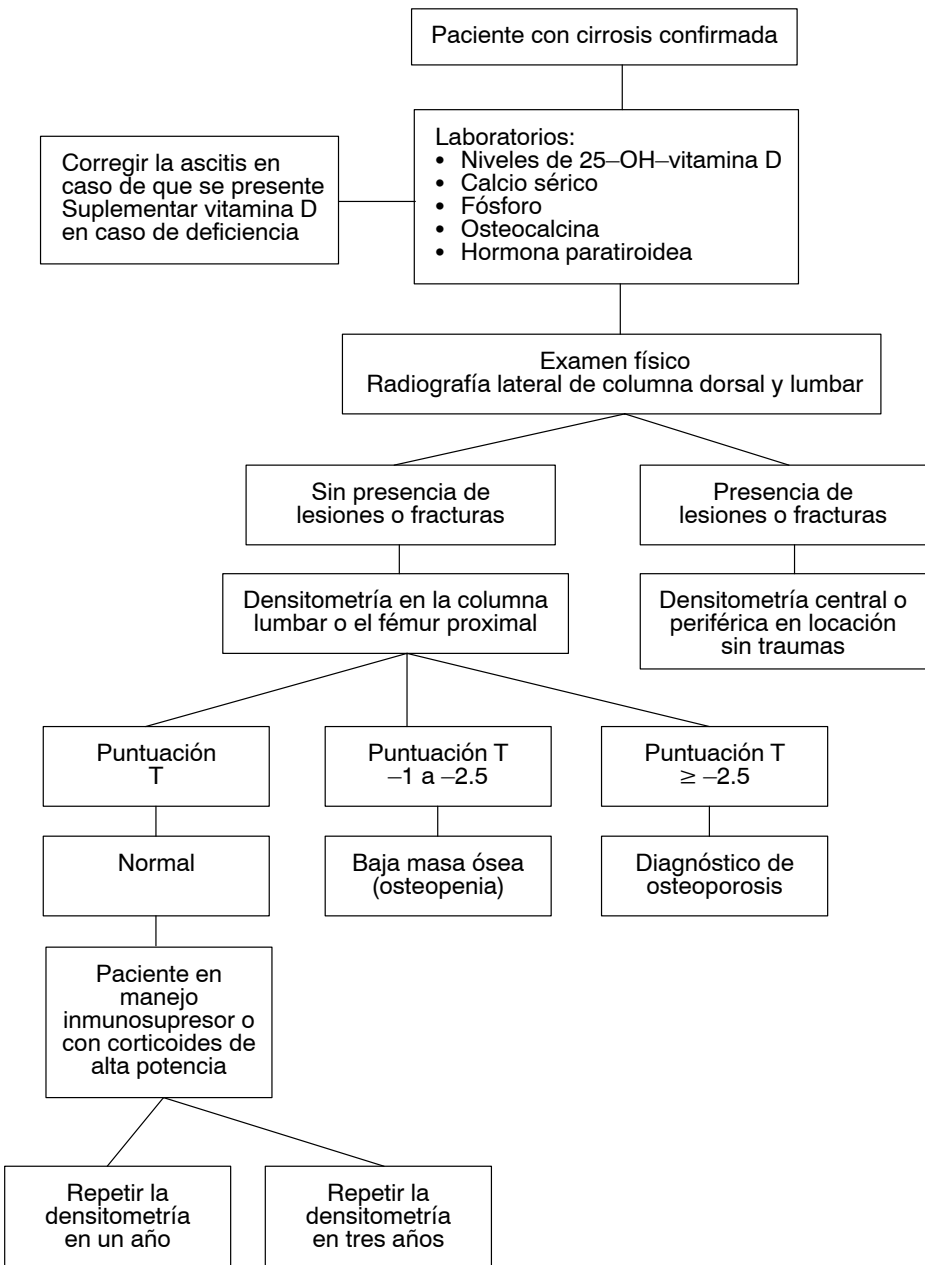 Paciente con cirrosis confirmada
Corregir la ascitis en
caso de que se presente
Suplementar vitamina D
en caso de deficiencia
Laboratorios:
• Niveles de 25–OH–vitamina D
• Calcio sérico
• Fósforo
• Osteocalcina
• Hormona paratiroidea
Examen físico
Radiografía lateral de columna dorsal y lumbar
Sin presencia de
lesiones o fracturas
Presencia de
lesiones o fracturas
Densitometría en la columna
lumbar o el fémur proximal
Densitometría central o
periférica en locación
sin traumas
Puntuación
T
Puntuación T
–1 a –2.5
Puntuación T
≥ –2.5
Normal
Baja masa ósea
(osteopenia)
Diagnóstico de
osteoporosis
Paciente en
manejo
inmunosupresor o
con corticoides de
alta potencia
Repetir la
densitometría
en un año
Repetir la
densitometría
en tres años